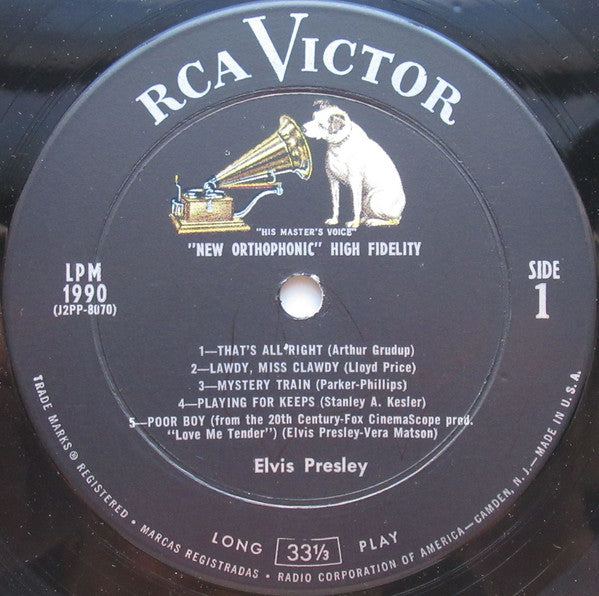 RCA VICTOR
"HIS MASTER'S VOICE"
"NEW ORTHOPHONIC" HIGH FIDELITY
LPM
1990
(J2PP-8070)
SIDE
1
1—THAT'S ALL RIGHT (Arthur Grudup)
2—LAWDY, MISS CLAWDY (Lloyd Price)
3—MYSTERY TRAIN (Parker-Phillips)
4—PLAYING FOR KEEPS (Stanley A. Kesler)
5—POOR BOY (from the 20th Century-Fox CinemaScope prod.
"Love Me Tender") (Elvis Presley-Vera Matson)
Elvis Presley
LONG 33⅓ PLAY
TRADE MARKS ® REGISTERED. • MARCAS REGISTRADAS • RADIO CORPORATION OF AMERICA—CAMDEN, N. J.—MADE IN U.S.A.